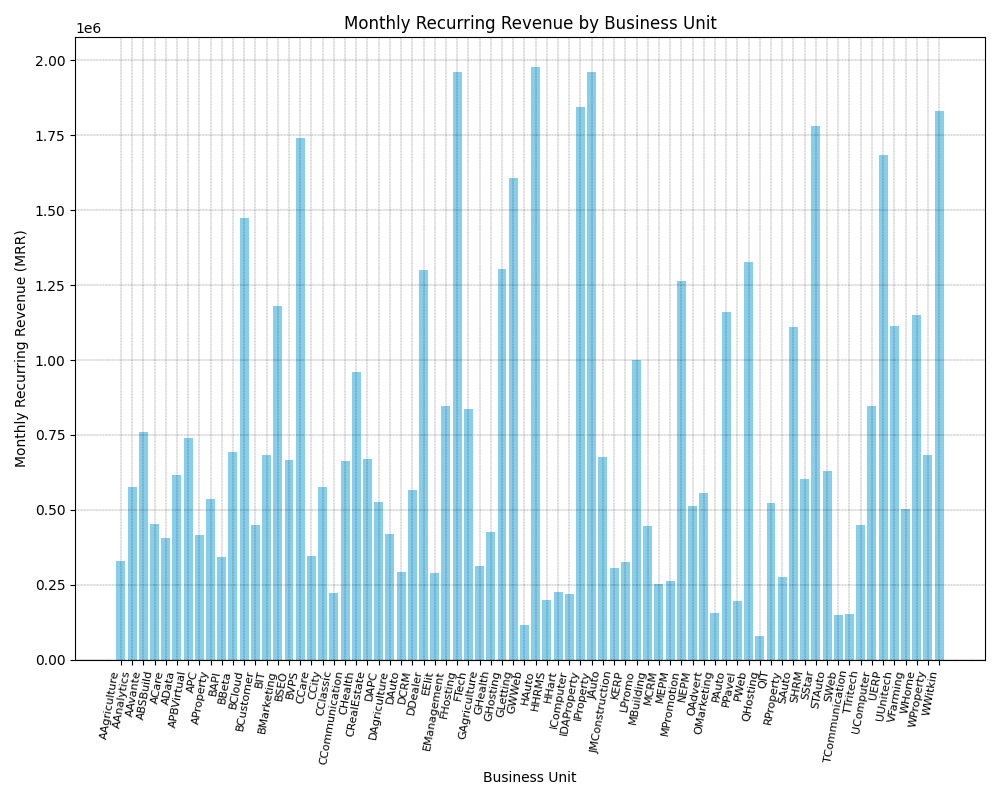 Monthly Recurring Revenue by Business Unit
1e6
2.00
1.75
1.50
1.25
1.00
0.75
0.50
0.25
0.00
Monthly Recurring Revenue (MRR)
AAgriculture
AAnalytics
AAvante
ABSBuild
ACare
AData
APBVirtual
APC
AProperty
BAPI
BBeta
BCloud
BCustomer
BIT
BMarketing
BSEO
BVPS
CCare
CCity
CClassic
CCommunication
CHealth
CRealEstate
DAPC
DAgriculture
DAuto
DCRM
DDealer
EElit
EManagement
FHosting
FTech
GAgriculture
GHealth
GHosting
GLetting
GWWeb
HAuto
HHRMS
HHart
IComputer
IDAProperty
IProperty
JAuto
JMConstruction
KERP
LPromo
MBuilding
MCRM
MEPM
MPromotion
NEPM
OAdvert
OMarketing
PAuto
PPavel
PWeb
QHosting
QIT
RProperty
SAudit
SHRM
SStar
STAuto
SWeb
TCommunication
TTritech
UComputer
UERP
UUnitech
VFarming
WHome
WProperty
WWitkin
Business Unit